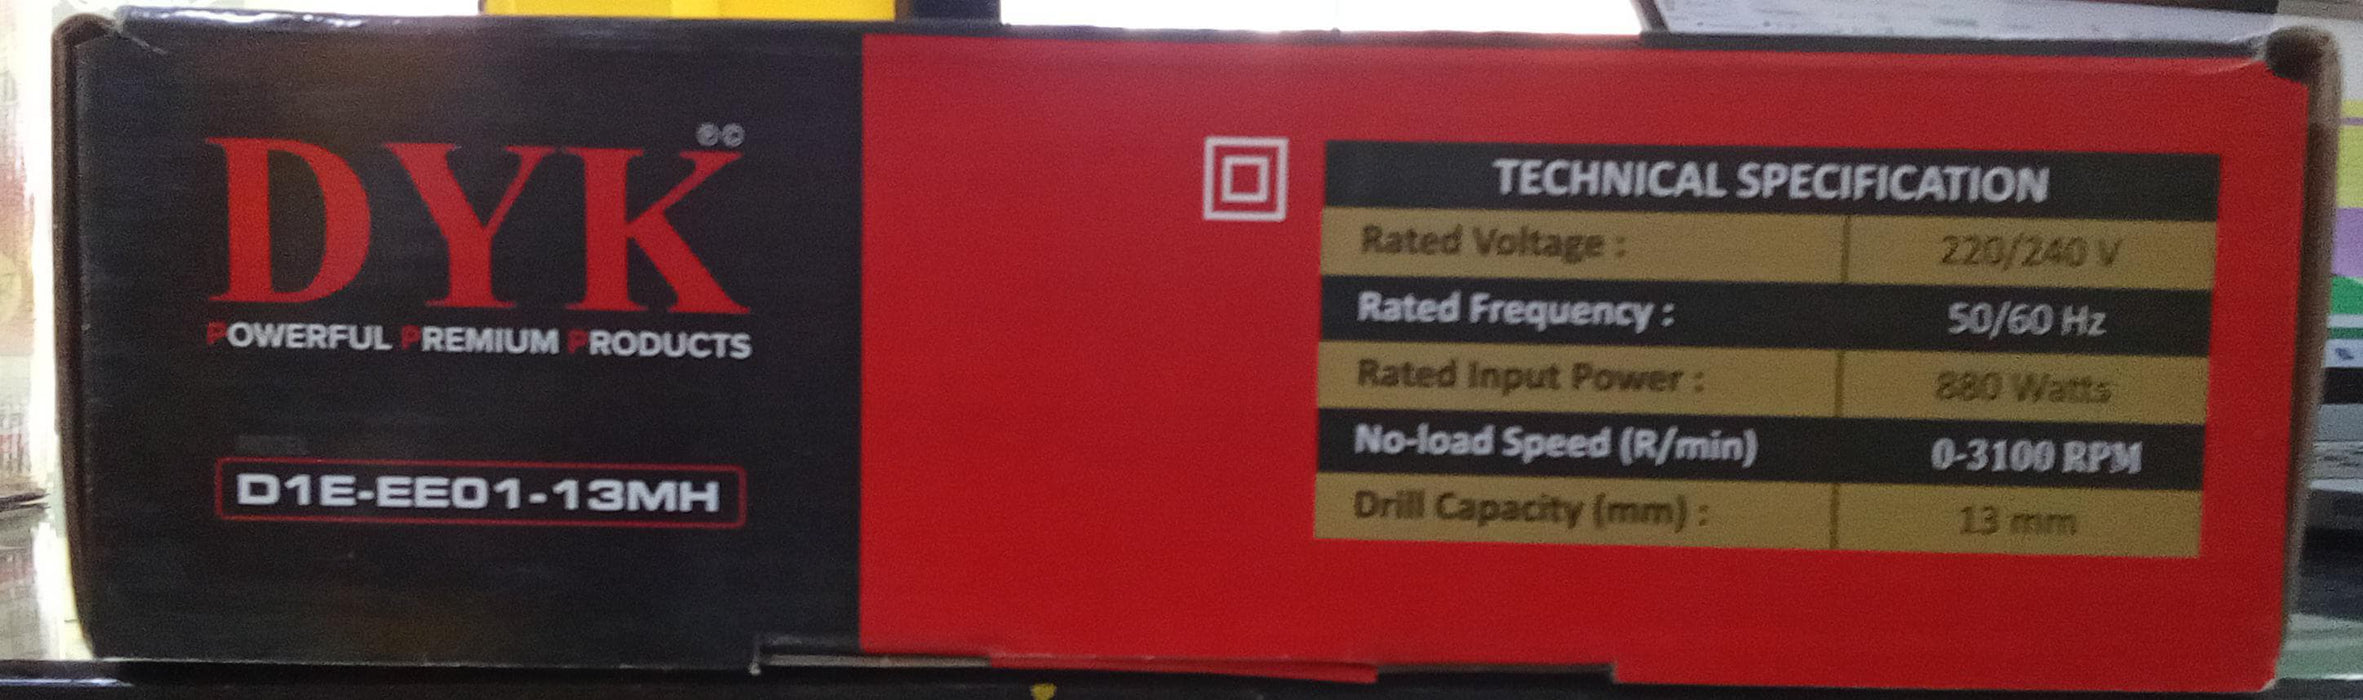 DYK
®©
POWERFUL PREMIUM PRODUCTS
D1E-EE01-13MH
TECHNICAL SPECIFICATION
Rated Voltage : 220/240 V
Rated Frequency : 50/60 Hz
Rated Input Power : 880 Watts
No-load Speed (R/min) 0-3100 RPM
Drill Capacity (mm) : 13 mm